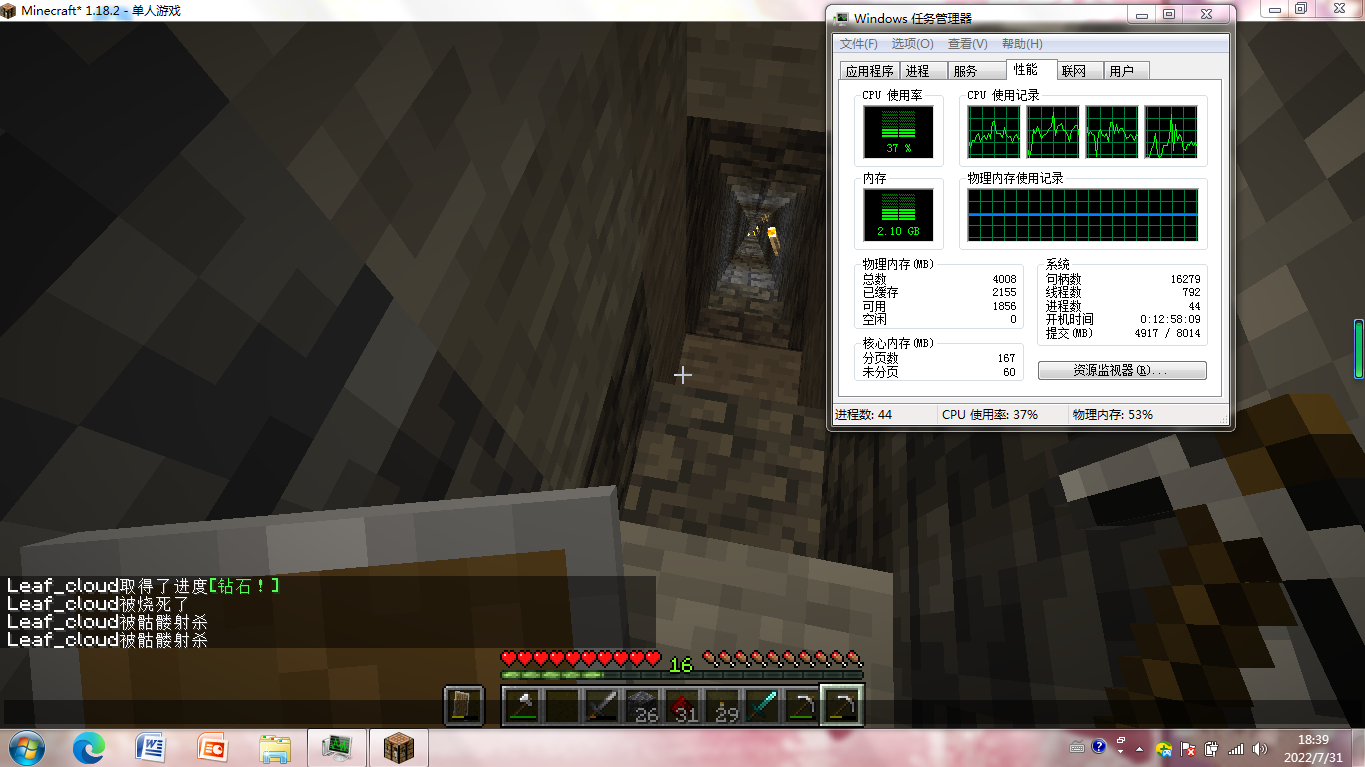 Minecraft* 1.18.2 - 单人游戏
Windows 任务管理器
文件(F) 选项(O) 查看(V) 帮助(H)
应用程序 进程 服务 性能 联网 用户
CPU 使用率 CPU 使用记录
37 %
内存 物理内存使用记录
2.10 GB
物理内存(MB)
总数 4008
已缓存 2155
可用 1856
空闲 0
系统
句柄数 16279
线程数 792
进程数 44
开机时间 0:12:58:09
提交(MB) 4917 / 8014
核心内存(MB)
分页数 167
未分页 60
资源监视器(R)...
进程数: 44 CPU 使用率: 37% 物理内存: 53%
Leaf_cloud取得了进度[钻石！]
Leaf_cloud被烧死了
Leaf_cloud被骷髅射杀
Leaf_cloud被骷髅射杀
16
26 31 29
18:39
2022/7/31